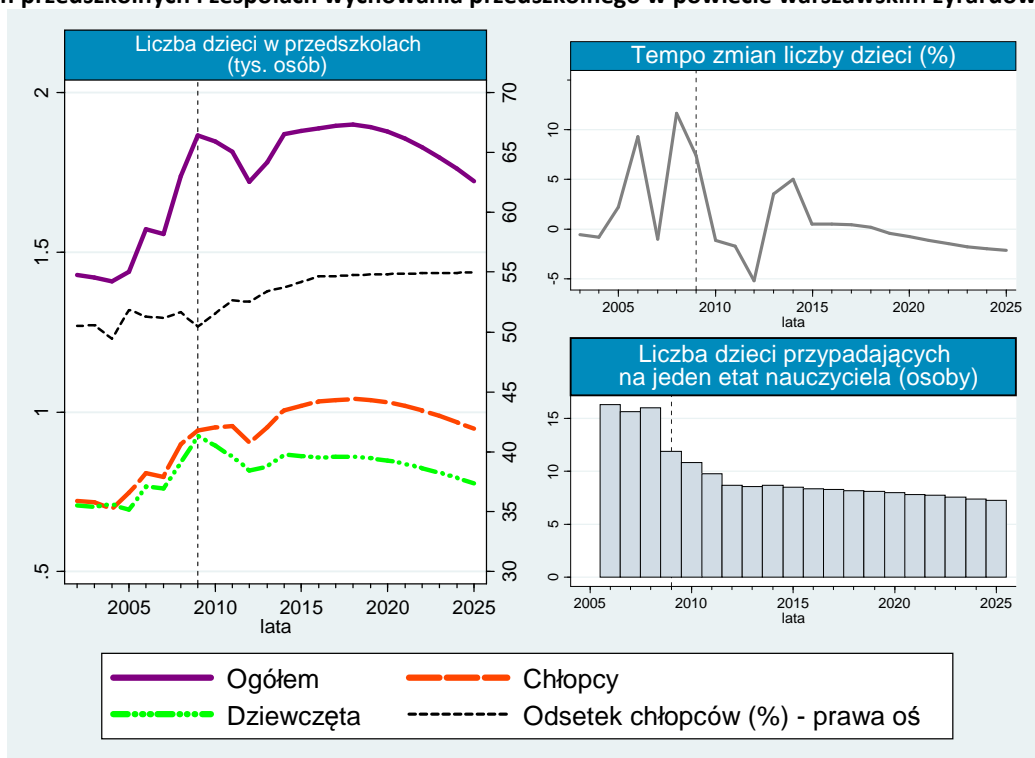 przedszkolnych i zespołach wychowania przedszkolnego w powiecie warszawskim żyrardow
Liczba dzieci w przedszkolach
(tys. osób)
2
1.5
1
.5
70
65
60
55
50
45
40
35
30
2005 2010 2015 2020 2025
lata
Tempo zmian liczby dzieci (%)
10
5
0
-5
2005 2010 2015 2020 2025
lata
Liczba dzieci przypadających
na jeden etat nauczyciela (osoby)
15
10
5
0
2005 2010 2015 2020 2025
lata
Ogółem Chłopcy
Dziewczęta Odsetek chłopców (%) - prawa oś